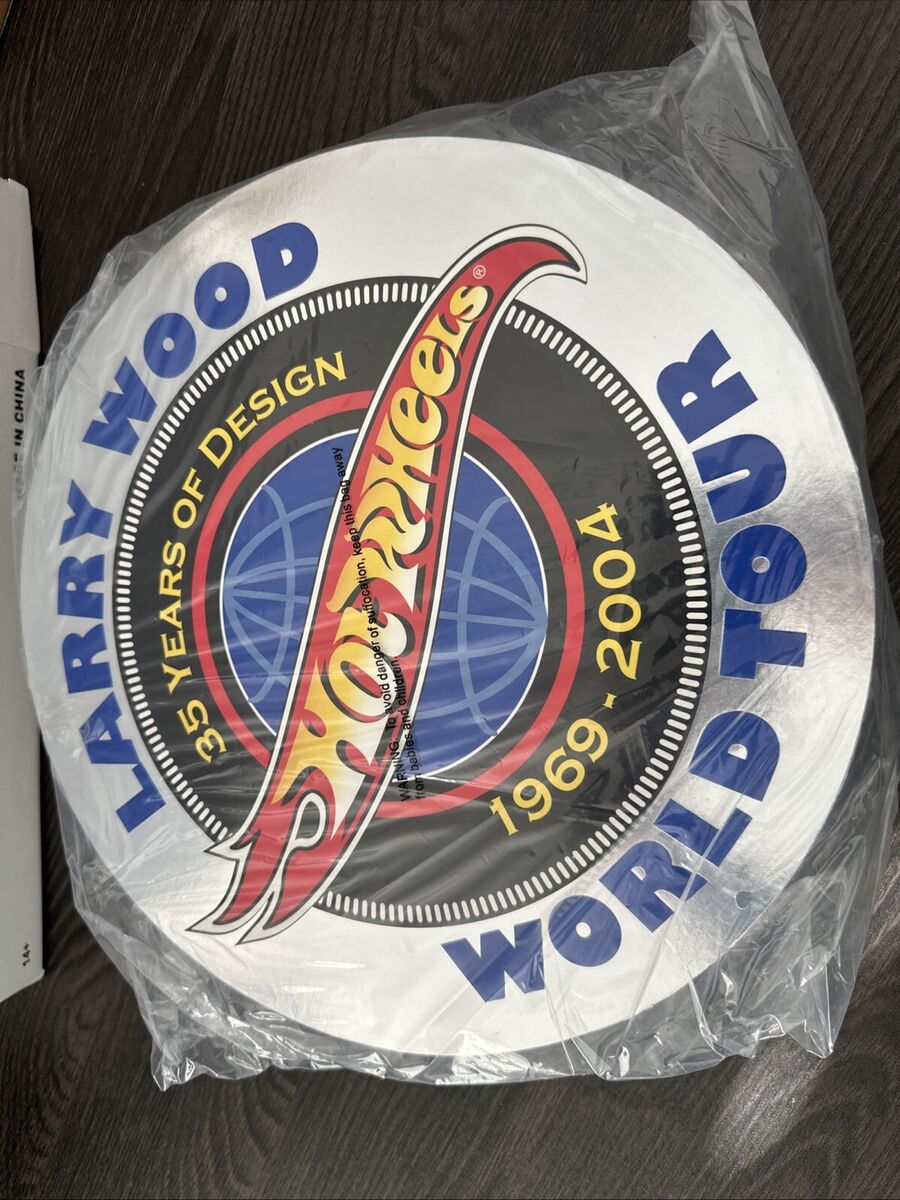 LARRY WOOD
35 YEARS OF DESIGN
HOT WHEELS®
1969-2004
WORLD TOUR
WARNING: To avoid danger of suffocation, keep this bag away
from babies and children.
MADE IN CHINA
14+